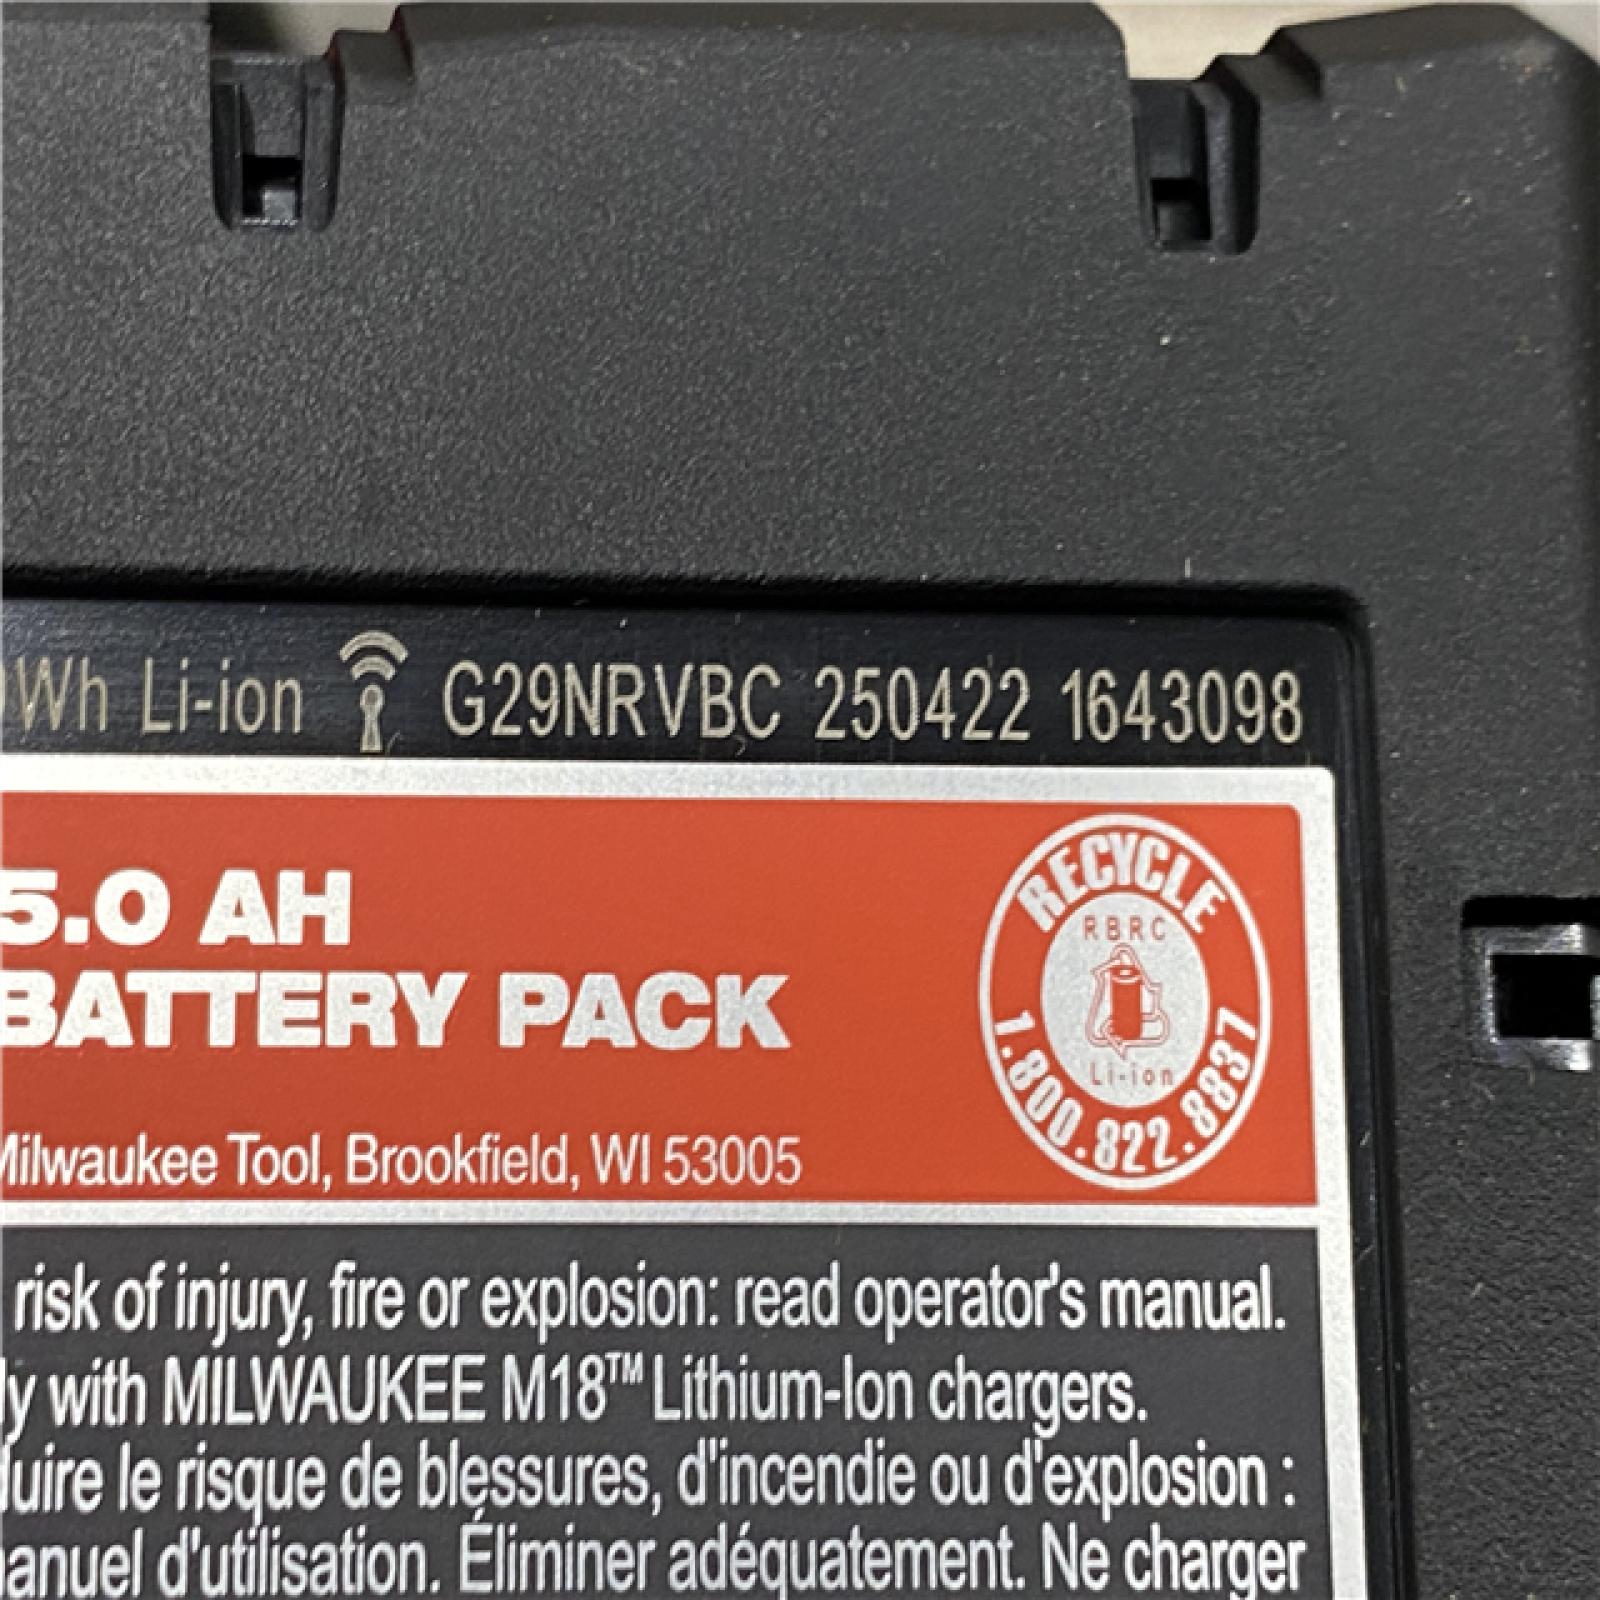 Wh Li-ion G29NRVBC 250422 1643098
5.0 AH
BATTERY PACK
Milwaukee Tool, Brookfield, WI 53005
RECYCLE
RBRC
Li-ion
1.800.822.8837
risk of injury, fire or explosion: read operator's manual.
ly with MILWAUKEE M18™ Lithium-Ion chargers.
duire le risque de blessures, d'incendie ou d'explosion :
manuel d'utilisation. Éliminer adéquatement. Ne charger